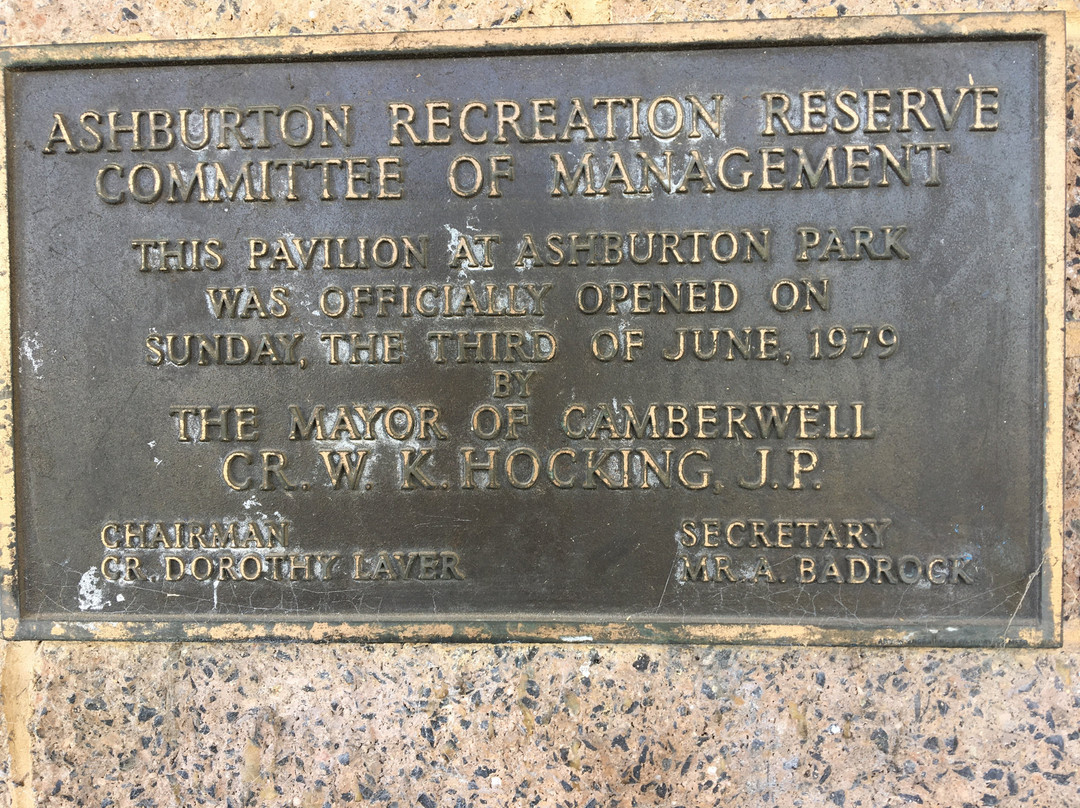 ASHBURTON RECREATION RESERVE
COMMITTEE OF MANAGEMENT
THIS PAVILION AT ASHBURTON PARK
WAS OFFICIALLY OPENED ON
SUNDAY, THE THIRD OF JUNE, 1979
BY
THE MAYOR OF CAMBERWELL
CR. W. K. HOCKING, J.P.
CHAIRMAN
CR. DOROTHY LAVER
SECRETARY
MR. A. BADROCK